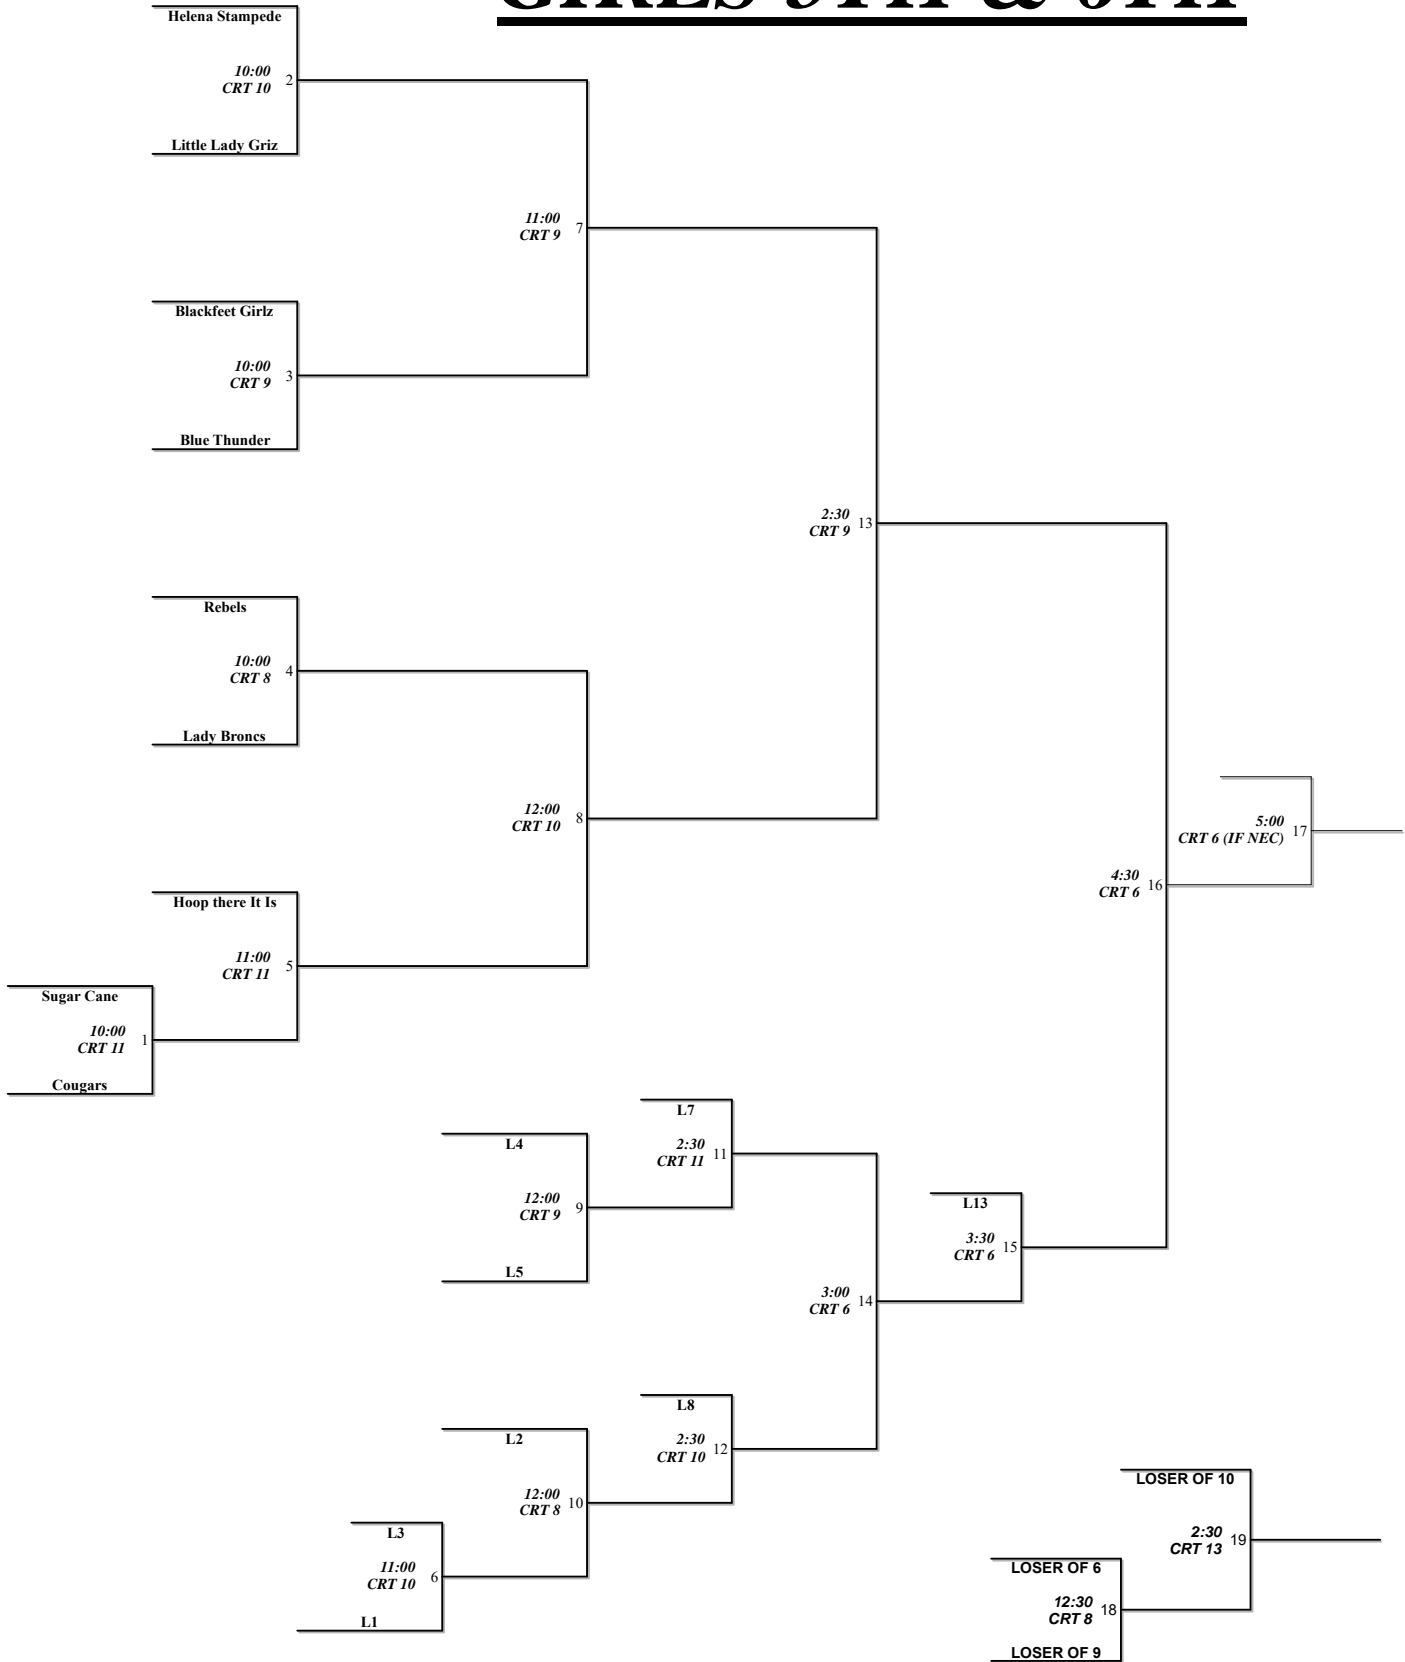 GIRLS 5TH & 6TH
Helena Stampede
10:00
CRT 10
2
Little Lady Griz
11:00
CRT 9
7
Blackfeet Girlz
10:00
CRT 9
3
Blue Thunder
2:30
CRT 9
13
Rebels
10:00
CRT 8
4
Lady Broncs
12:00
CRT 10
8
5:00
CRT 6 (IF NEC)
17
4:30
CRT 6
16
Hoop there It Is
11:00
CRT 11
5
Sugar Cane
10:00
CRT 11
1
Cougars
L7
2:30
CRT 11
11
L4
12:00
CRT 9
9
L5
L13
3:30
CRT 6
15
3:00
CRT 6
14
L8
2:30
CRT 10
12
L2
12:00
CRT 8
10
L3
11:00
CRT 10
6
L1
LOSER OF 10
2:30
CRT 13
19
LOSER OF 6
12:30
CRT 8
18
LOSER OF 9